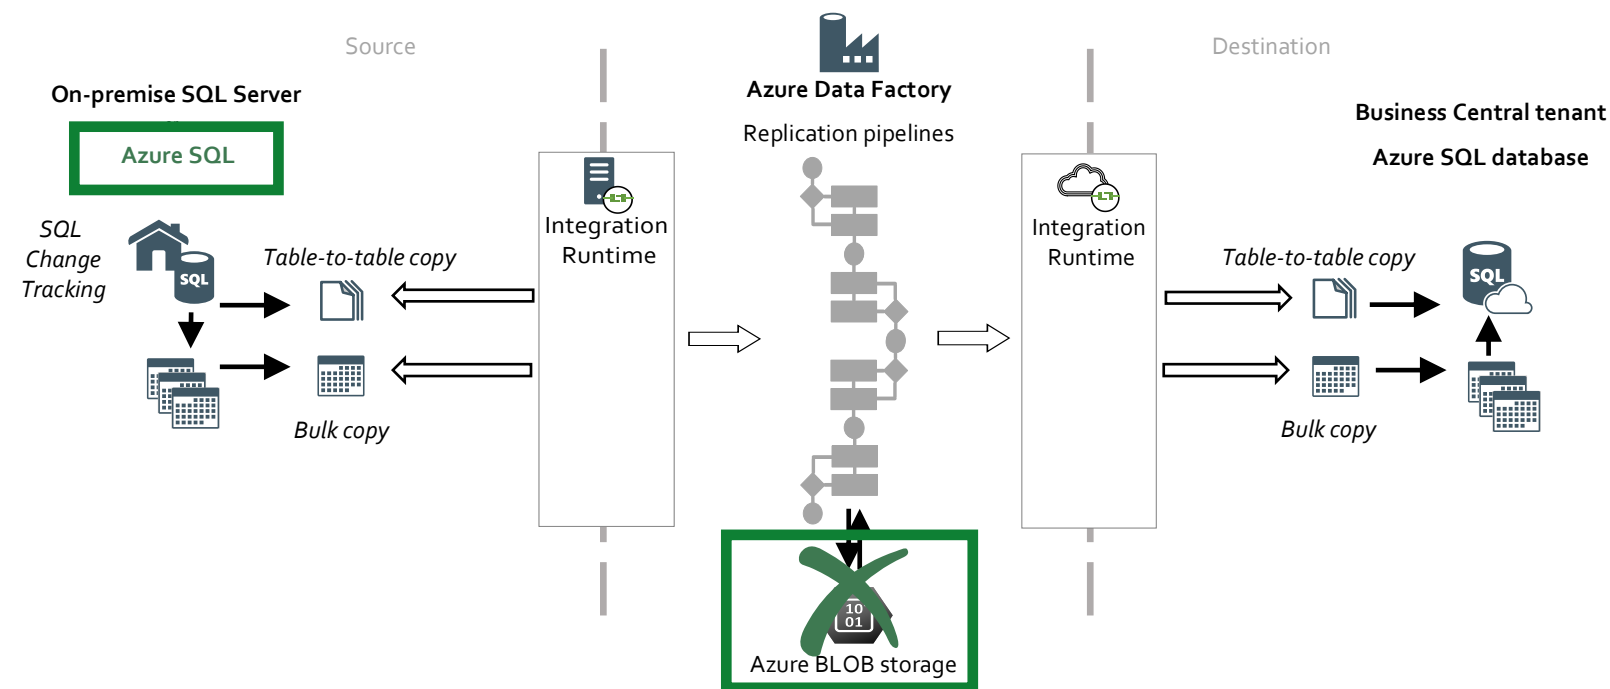 Source
Destination
On-premise SQL Server
Azure SQL
SQL
Change
Tracking
SQL
Table-to-table copy
Bulk copy
Integration
Runtime
Azure Data Factory
Replication pipelines
10
01
Azure BLOB storage
Integration
Runtime
Business Central tenant
Azure SQL database
Table-to-table copy
SQL
Bulk copy